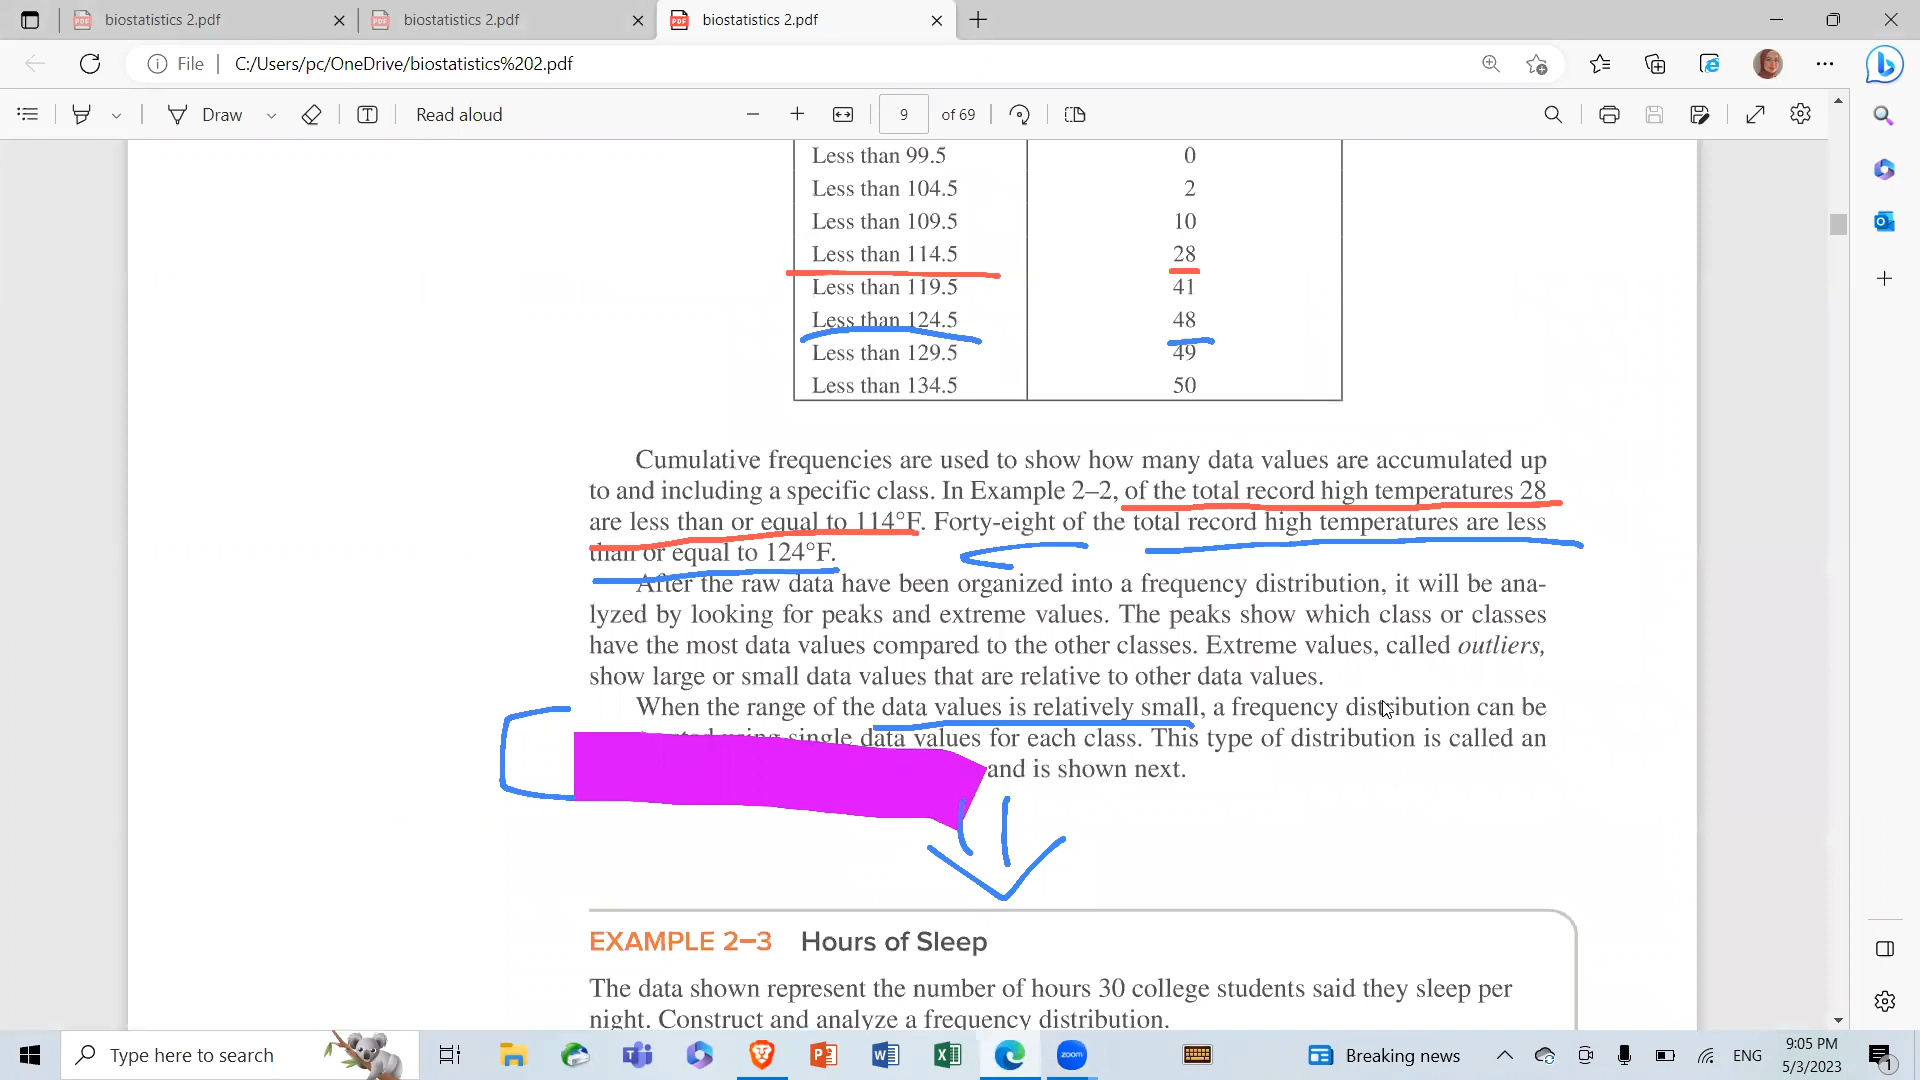 biostatistics 2.pdf
biostatistics 2.pdf
biostatistics 2.pdf
File
C:/Users/pc/OneDrive/biostatistics%202.pdf
Draw
Read aloud
9
of 69
Less than 99.5 0
Less than 104.5 2
Less than 109.5 10
Less than 114.5 28
Less than 119.5 41
Less than 124.5 48
Less than 129.5 49
Less than 134.5 50
Cumulative frequencies are used to show how many data values are accumulated up
to and including a specific class. In Example 2–2, of the total record high temperatures 28
are less than or equal to 114°F. Forty-eight of the total record high temperatures are less
than or equal to 124°F.
After the raw data have been organized into a frequency distribution, it will be ana-
lyzed by looking for peaks and extreme values. The peaks show which class or classes
have the most data values compared to the other classes. Extreme values, called outliers,
show large or small data values that are relative to other data values.
When the range of the data values is relatively small, a frequency distribution can be
using single data values for each class. This type of distribution is called an
and is shown next.
EXAMPLE 2–3 Hours of Sleep
The data shown represent the number of hours 30 college students said they sleep per
night. Construct and analyze a frequency distribution.
Type here to search
zoom
Breaking news
ENG
9:05 PM
5/3/2023
1